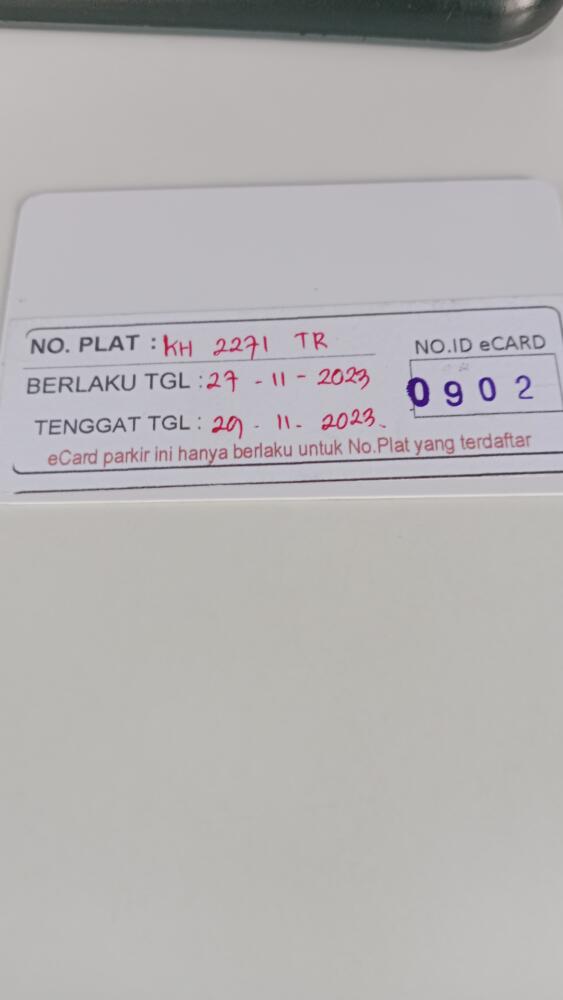 NO. PLAT : KH 2271 TR
BERLAKU TGL : 27 - 11 - 2023
TENGGAT TGL : 29 - 11 - 2023.
eCard parkir ini hanya berlaku untuk No.Plat yang terdaftar
NO.ID eCARD
0902